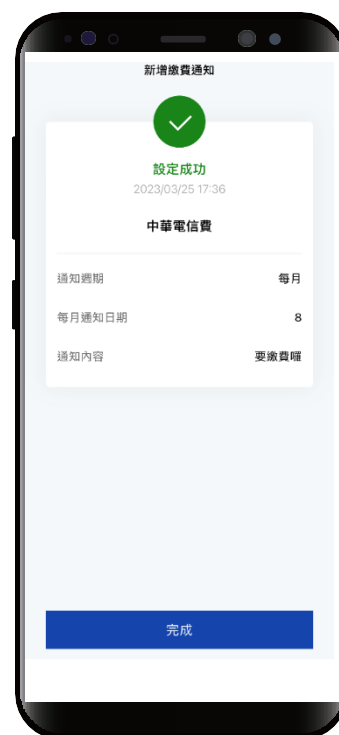 新增繳費通知
設定成功
2023/03/25 17:36
中華電信費
通知週期 每月
每月通知日期 8
通知內容 要繳費囉
完成